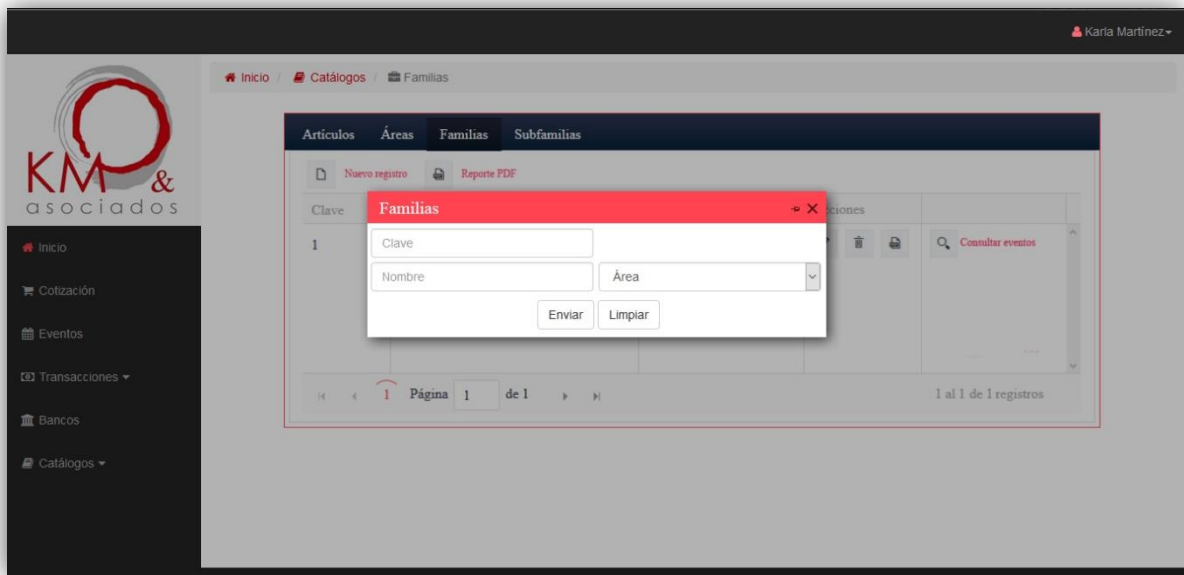 Karla Martínez
Inicio / Catálogos / Familias
KM &
asociados
Artículos Áreas Familias Subfamilias
Nuevo registro Reporte PDF
Clave ciones
Familias
1 Consultar eventos
Clave
Nombre Área
Enviar Limpiar
1 Página 1 de 1 1 al 1 de 1 registros
Inicio
Cotización
Eventos
Transacciones
Bancos
Catálogos